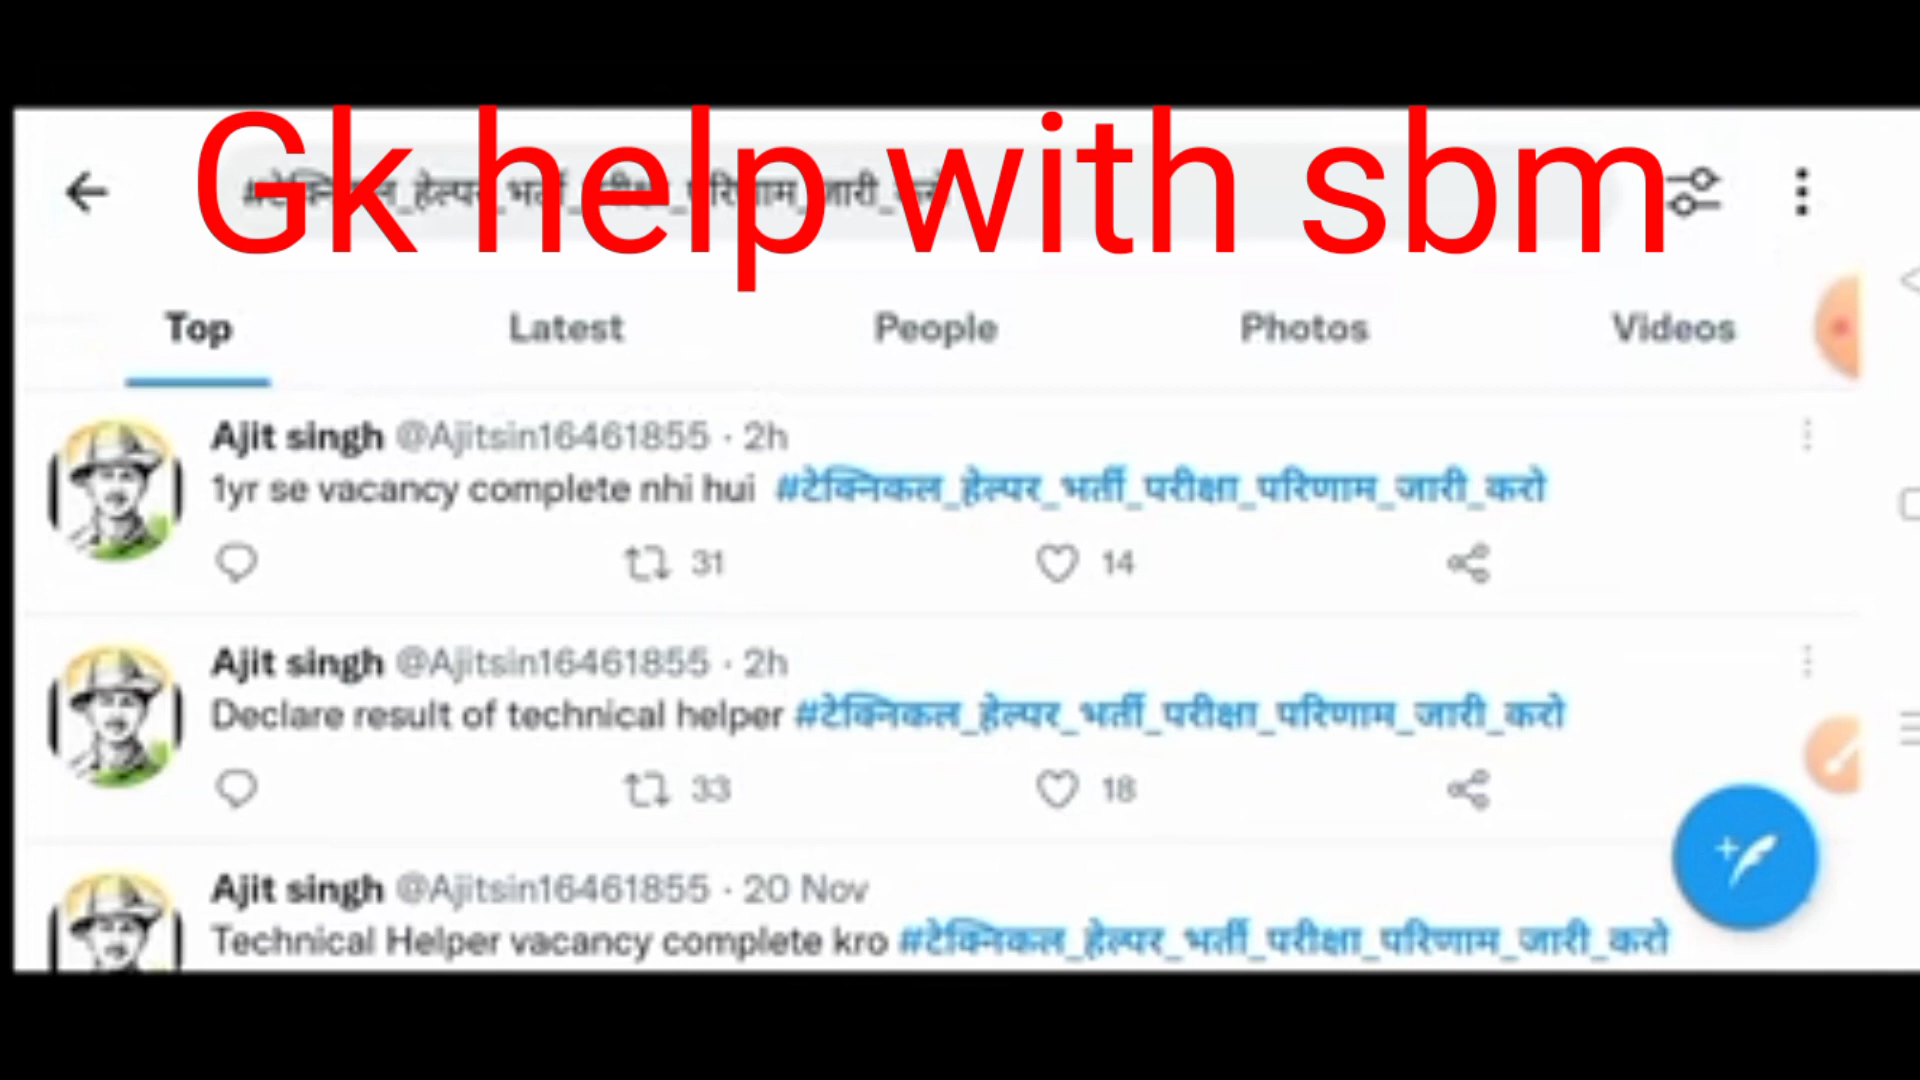 Gk help with sbm
#टेक्निकल_हेल्पर_भर्ती_परीक्षा_परिणाम_जारी_करो
Top Latest People Photos Videos
Ajit singh @Ajitsin16461855 · 2h
1yr se vacancy complete nhi hui #टेक्निकल_हेल्पर_भर्ती_परीक्षा_परिणाम_जारी_करो
31 14
Ajit singh @Ajitsin16461855 · 2h
Declare result of technical helper #टेक्निकल_हेल्पर_भर्ती_परीक्षा_परिणाम_जारी_करो
33 18
Ajit singh @Ajitsin16461855 · 20 Nov
Technical Helper vacancy complete kro #टेक्निकल_हेल्पर_भर्ती_परीक्षा_परिणाम_जारी_करो